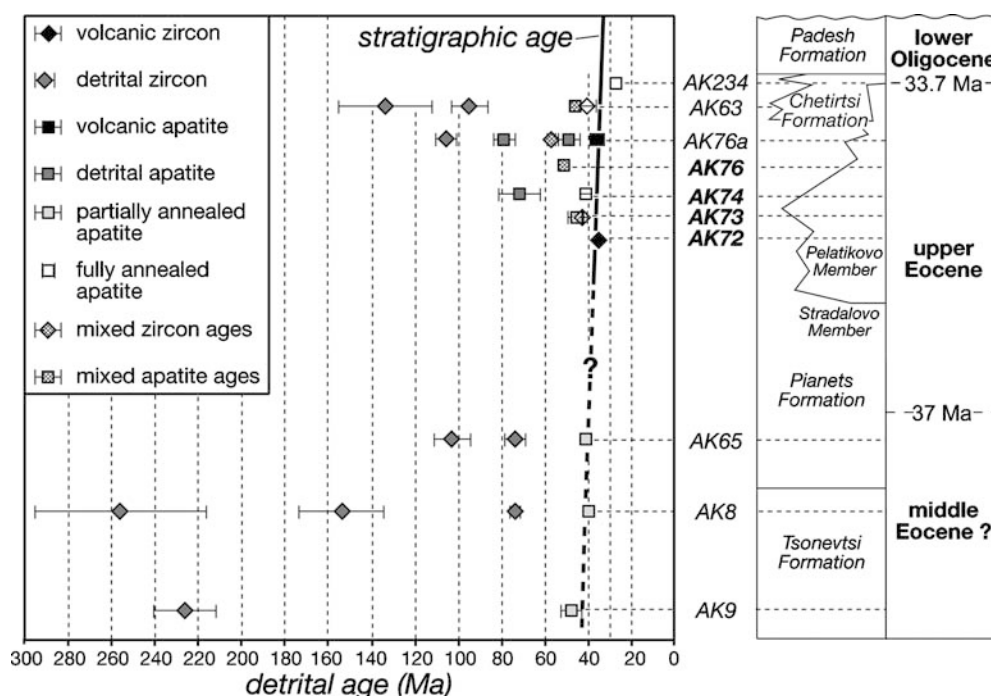 volcanic zircon
detrital zircon
volcanic apatite
detrital apatite
partially annealed
apatite
fully annealed
apatite
mixed zircon ages
mixed apatite ages
stratigraphic age
?
300 280 260 240 220 200 180 160 140 120 100 80 60 40 20 0
detrital age (Ma)
AK234
AK63
AK76a
AK76
AK74
AK73
AK72
AK65
AK8
AK9
Padesh
Formation
Chetirtsi
Formation
Pelatikovo
Member
Stradalovo
Member
Pianets
Formation
Tsonevtsi
Formation
lower
Oligocene
33.7 Ma
upper
Eocene
37 Ma
middle
Eocene ?